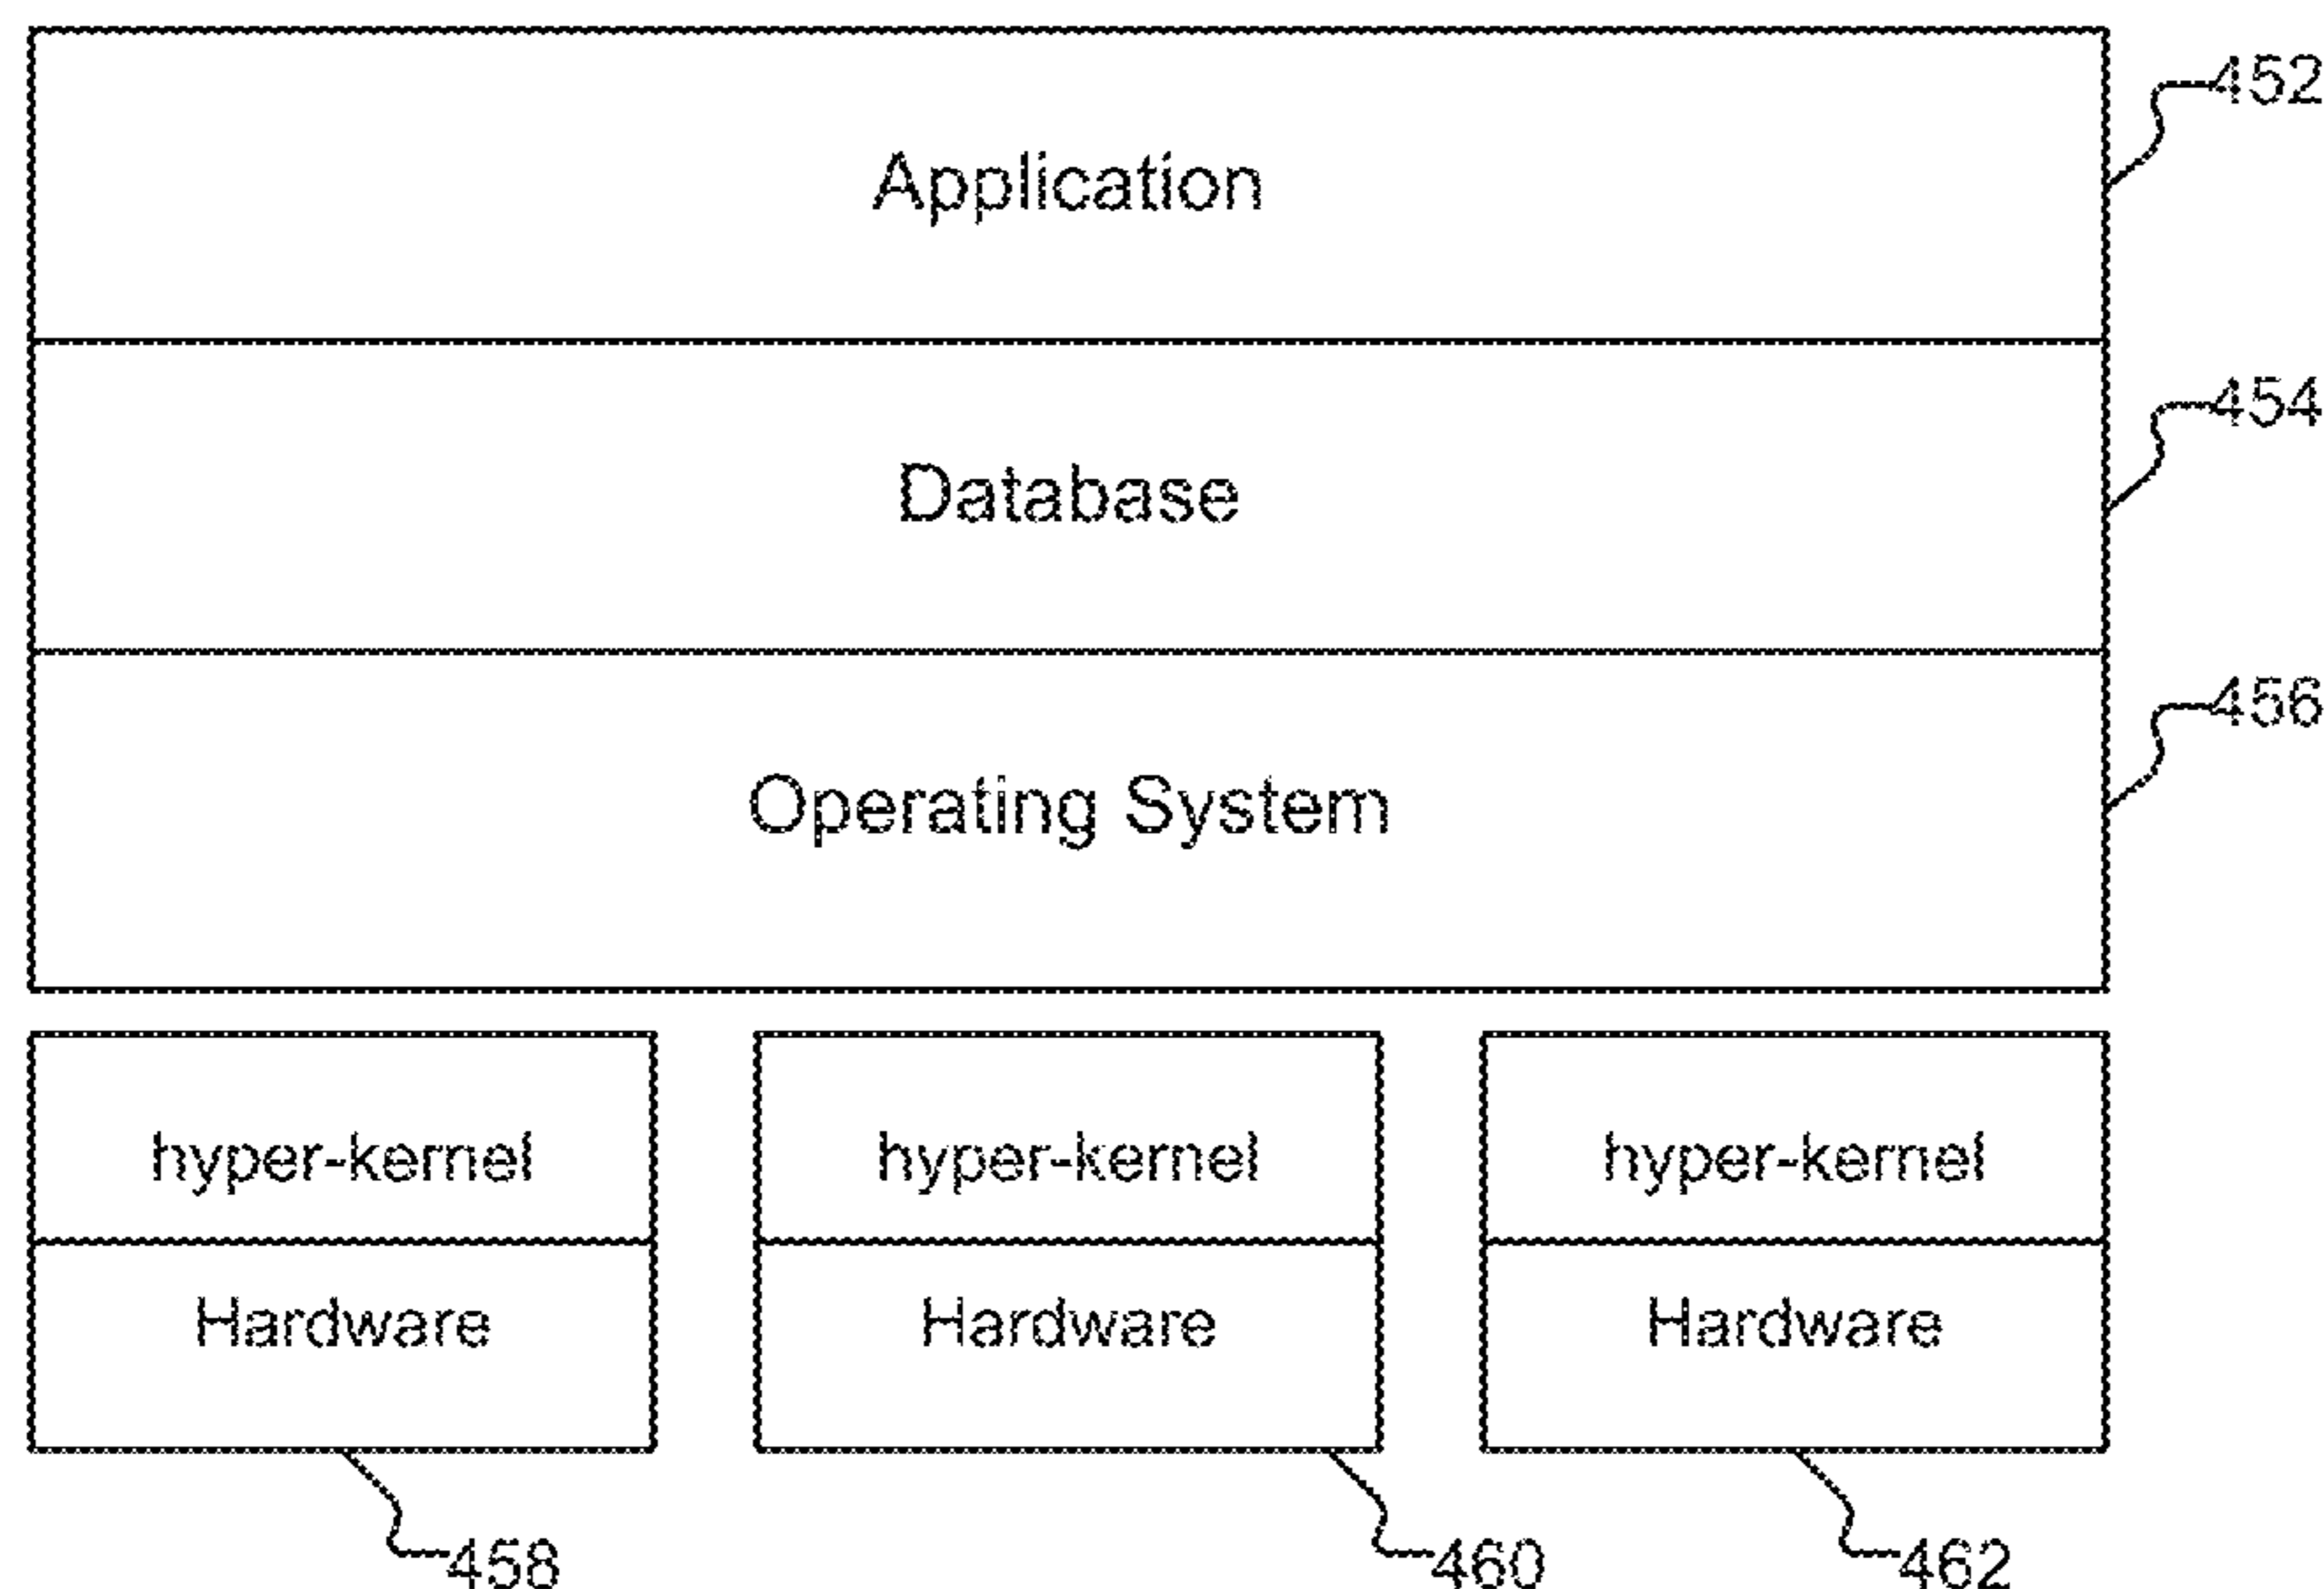 452
Application
454
Database
456
Operating System
hyper-kernel hyper-kernel hyper-kernel
Hardware Hardware Hardware
458 460 462